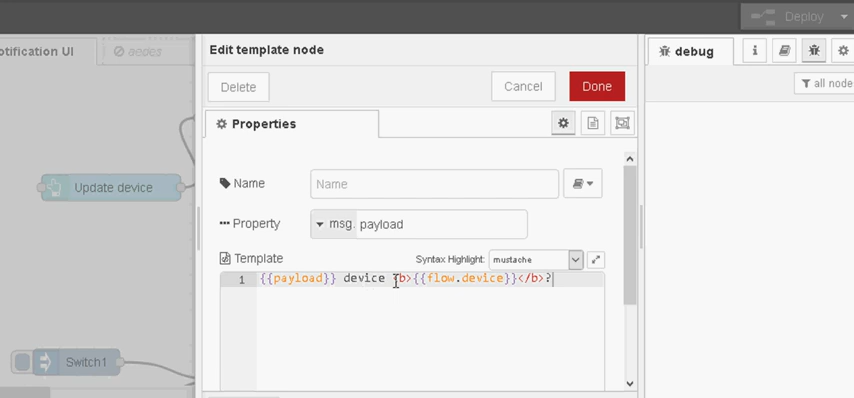 Deploy
otification UI
aedes
Edit template node
debug
Delete
Cancel
Done
all node
Properties
Update device
Name
Name
Property
msg. payload
Template
Syntax Highlight:
mustache
1
{{payload}} device <b>{{flow.device}}</b>?
Switch1